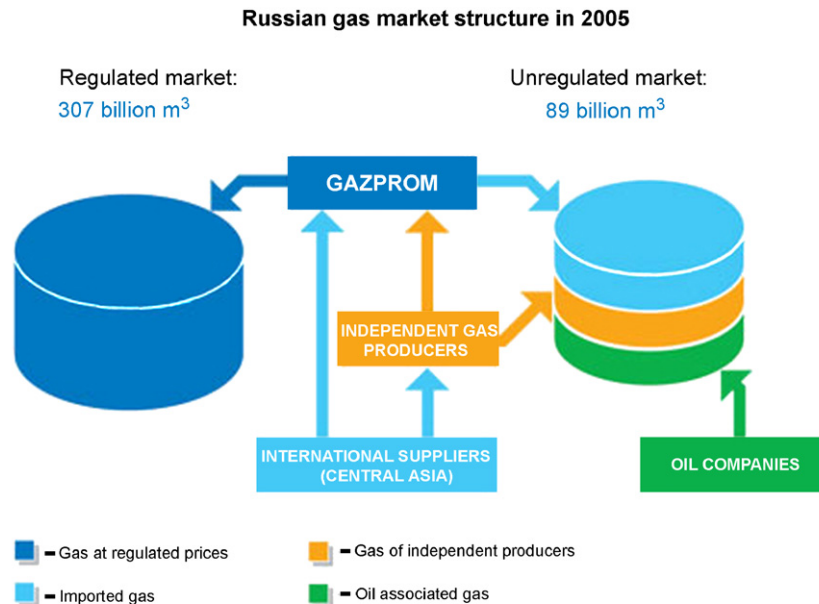 Russian gas market structure in 2005
Regulated market:
307 billion m³
Unregulated market:
89 billion m³
GAZPROM
INDEPENDENT GAS
PRODUCERS
INTERNATIONAL SUPPLIERS
(CENTRAL ASIA)
OIL COMPANIES
– Gas at regulated prices
– Gas of independent producers
– Imported gas
– Oil associated gas